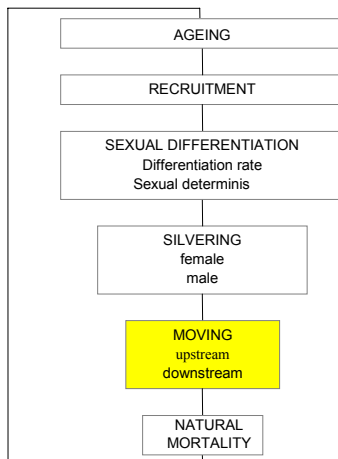 AGEING
RECRUITMENT
SEXUAL DIFFERENTIATION
Differentiation rate
Sexual determinis
SILVERING
female
male
MOVING
upstream
downstream
NATURAL
MORTALITY